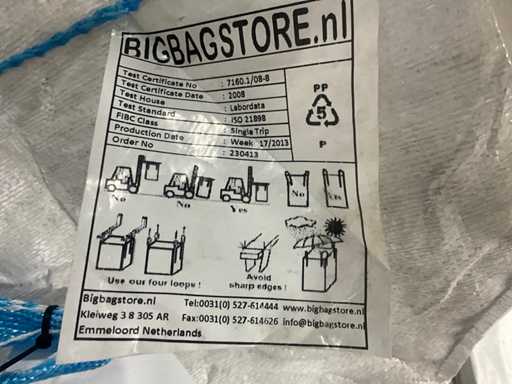 BIGBAGSTORE.nl
Test Certificate No : 7160.1/08-B
Test Certificate Date : 2008
Test House : Labordata
Test Standard : ISO 21898
FIBC Class : Single Trip
Production Date : Week 17/2013
Order No : 230413
PP
5
P
No
No
Yes
No
Yes
Use our four loops !
Avoid
sharp edges !
Bigbagstore.nl
Kleiweg 3 8 305 AR
Emmeloord Netherlands
Tel:0031(0) 527-614444 www.bigbagstore.nl
Fax:0031(0) 527-614626 info@bigbagstore.nl